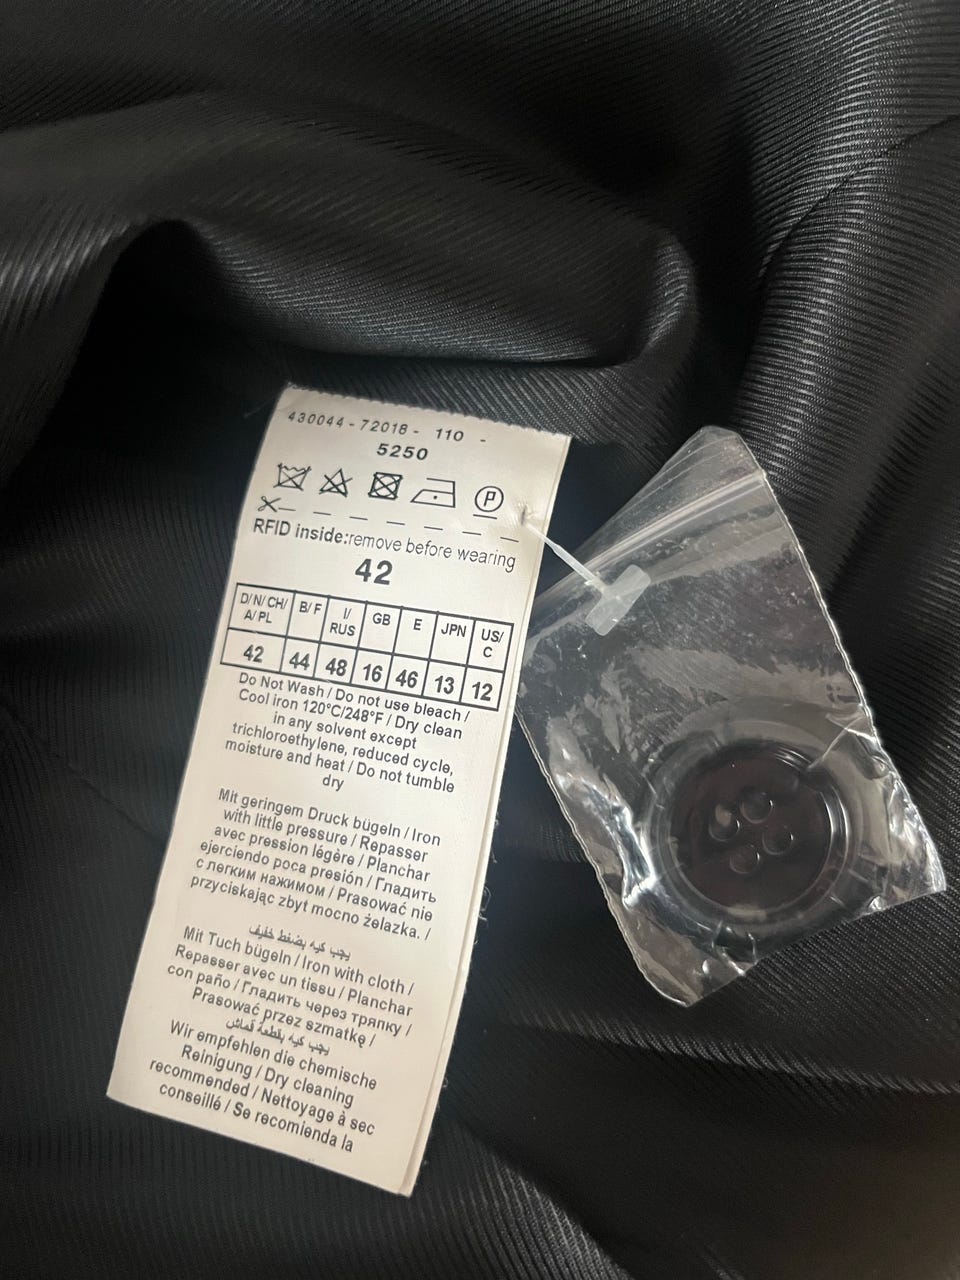 430044 - 72018 - 110 -
5250
P
RFID inside:remove before wearing
42
D/N/CH/A/PL B/F I/RUS GB E JPN US/C
42 44 48 16 46 13 12
Do Not Wash / Do not use bleach /
Cool iron 120°C/248°F / Dry clean
in any solvent except
trichloroethylene, reduced cycle,
moisture and heat / Do not tumble
dry
Mit geringem Druck bügeln / Iron
with little pressure / Repasser
avec pression légère / Planchar
ejerciendo poca presión / Гладить
с легким нажимом / Prasować nie
przyciskając zbyt mocno żelazka. /
يجب كيه بضغط خفيف
Mit Tuch bügeln / Iron with cloth /
Repasser avec un tissu / Planchar
con paño / Гладить через тряпку /
Prasować przez szmatkę /
يجب كيه بقطعة قماش
Wir empfehlen die chemische
Reinigung / Dry cleaning
recommended / Nettoyage à sec
conseillé / Se recomienda la